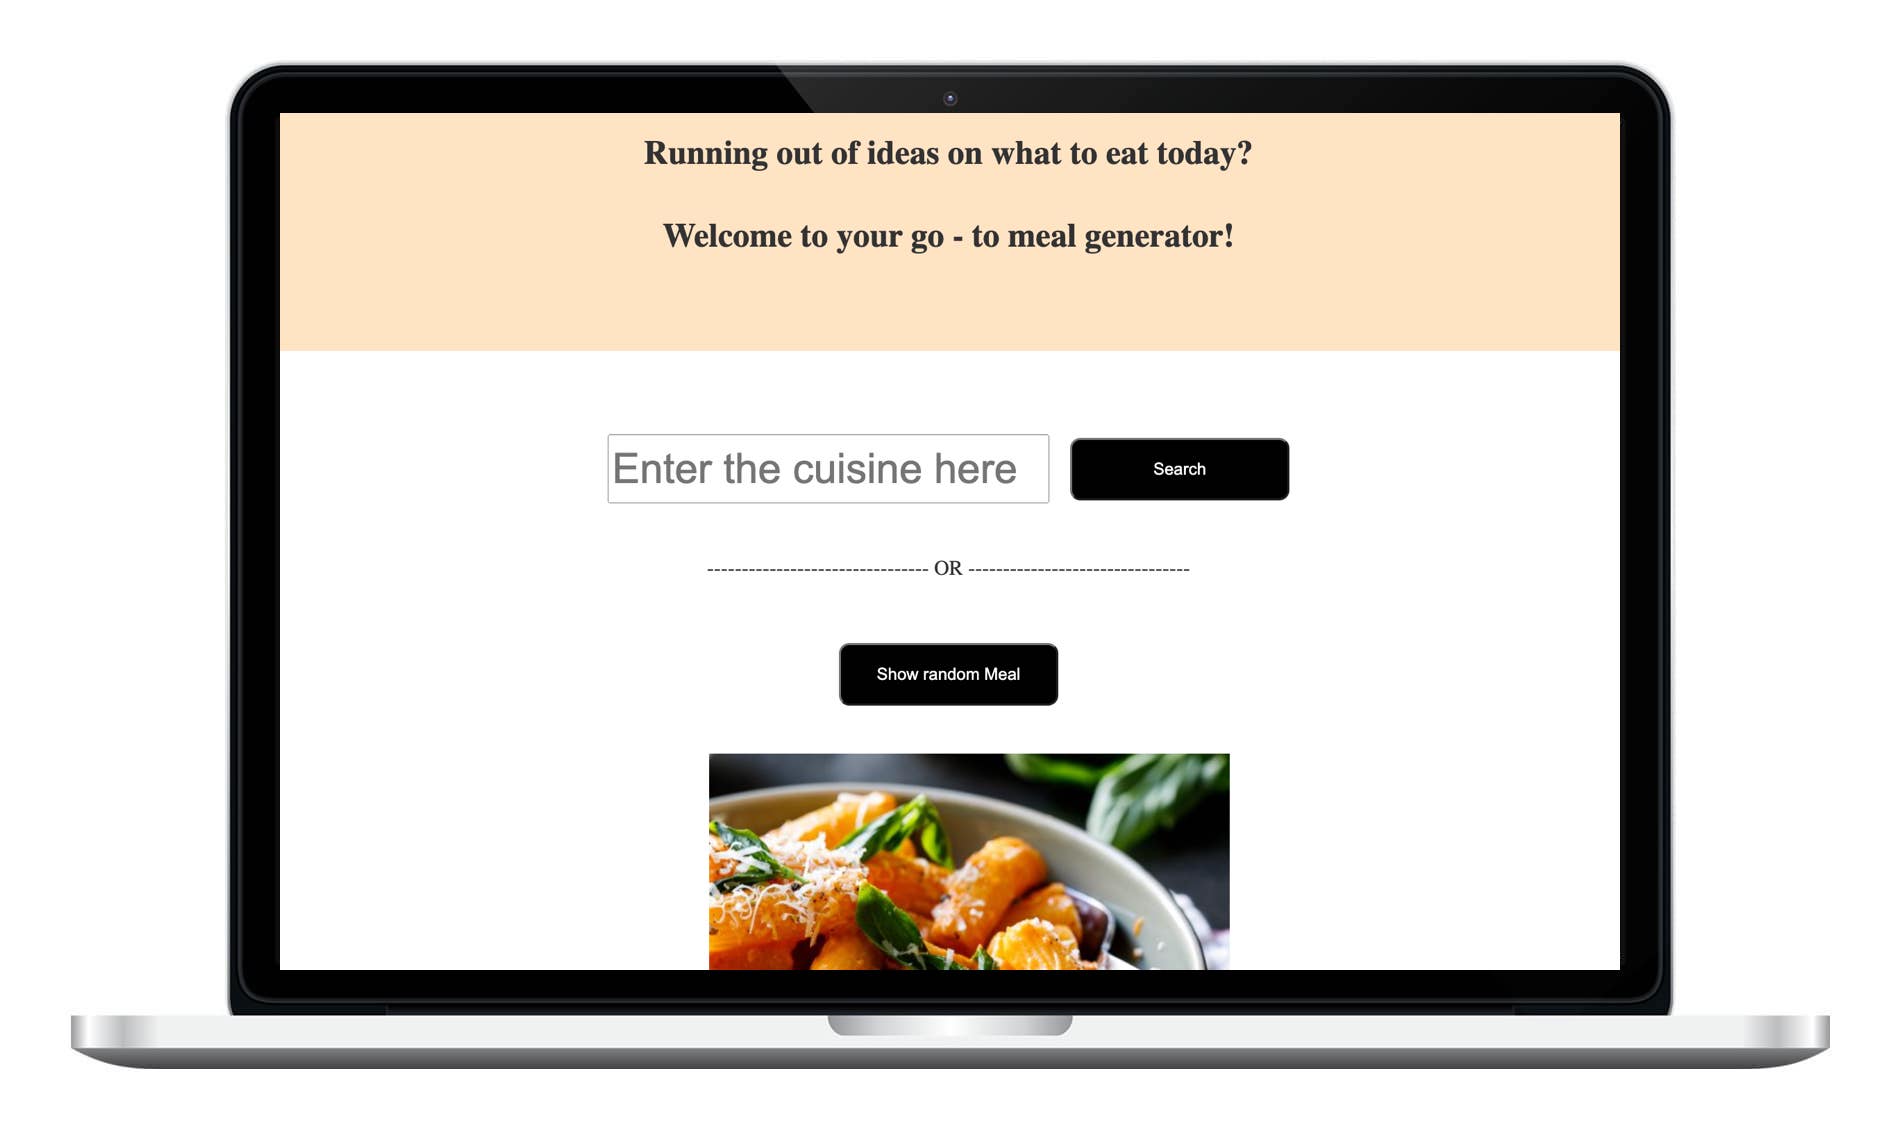 Running out of ideas on what to eat today?
Welcome to your go - to meal generator!
Enter the cuisine here
Search
-------------------------------- OR --------------------------------
Show random Meal